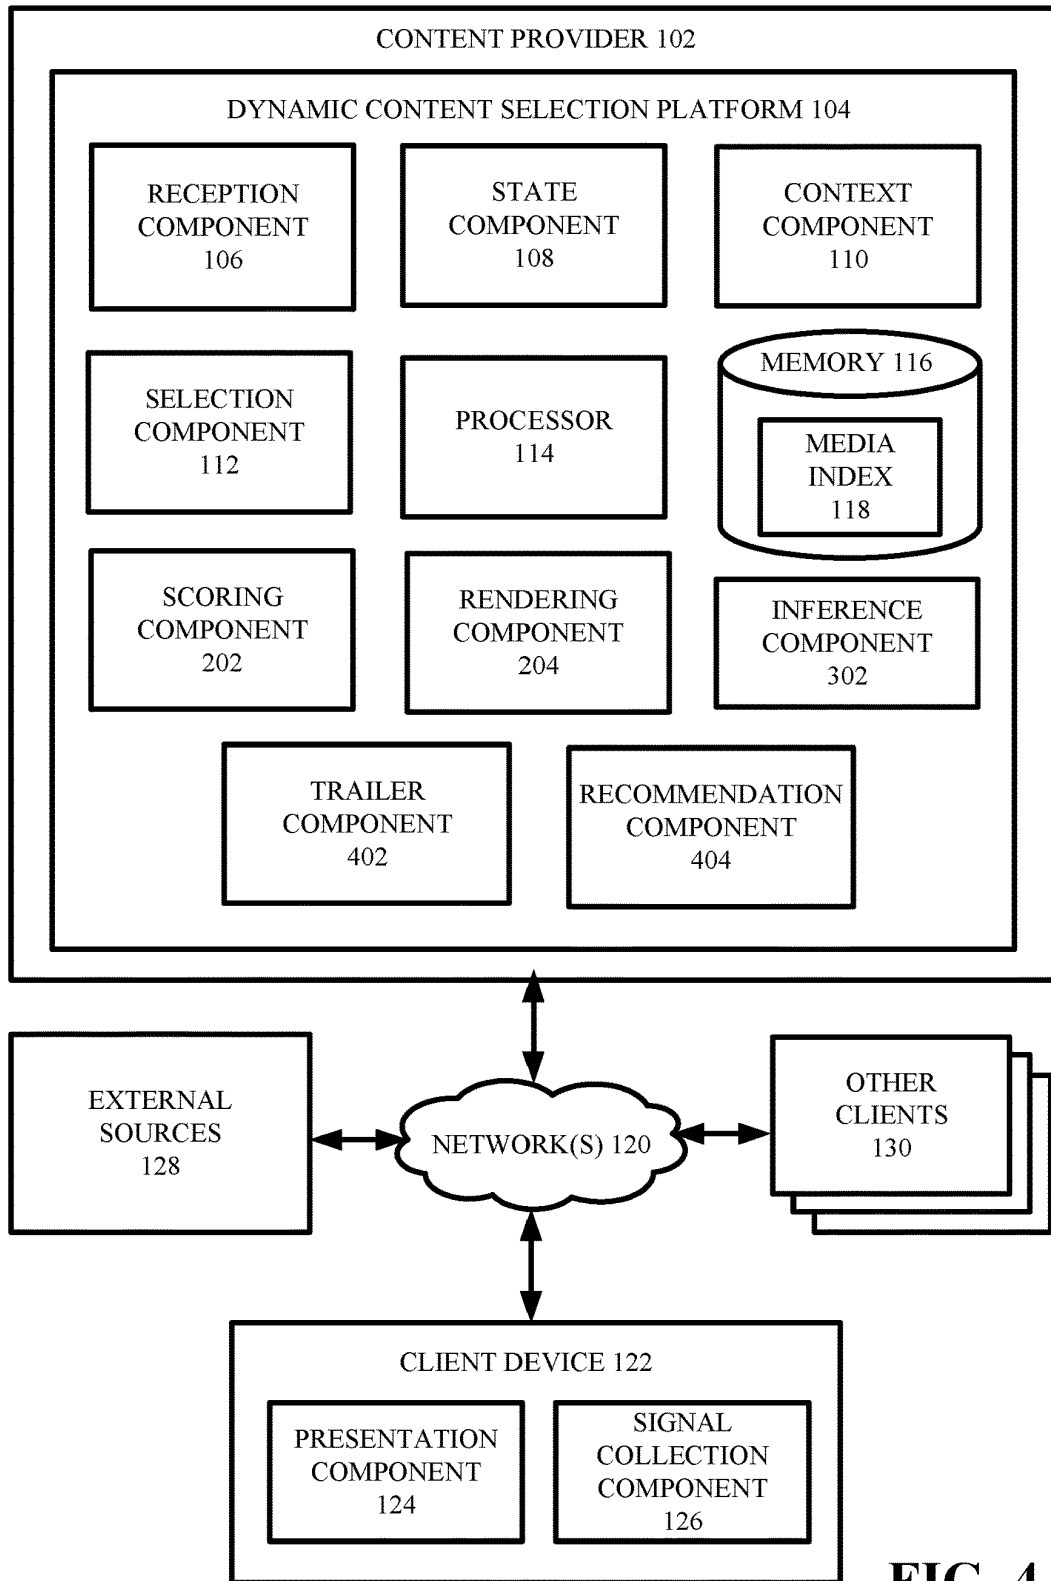 CONTENT PROVIDER 102
DYNAMIC CONTENT SELECTION PLATFORM 104
RECEPTION
COMPONENT
106
STATE
COMPONENT
108
CONTEXT
COMPONENT
110
SELECTION
COMPONENT
112
PROCESSOR
114
MEMORY 116
MEDIA
INDEX
118
SCORING
COMPONENT
202
RENDERING
COMPONENT
204
INFERENCE
COMPONENT
302
TRAILER
COMPONENT
402
RECOMMENDATION
COMPONENT
404
EXTERNAL
SOURCES
128
NETWORK(S) 120
OTHER
CLIENTS
130
CLIENT DEVICE 122
PRESENTATION
COMPONENT
124
SIGNAL
COLLECTION
COMPONENT
126
FIG. 4